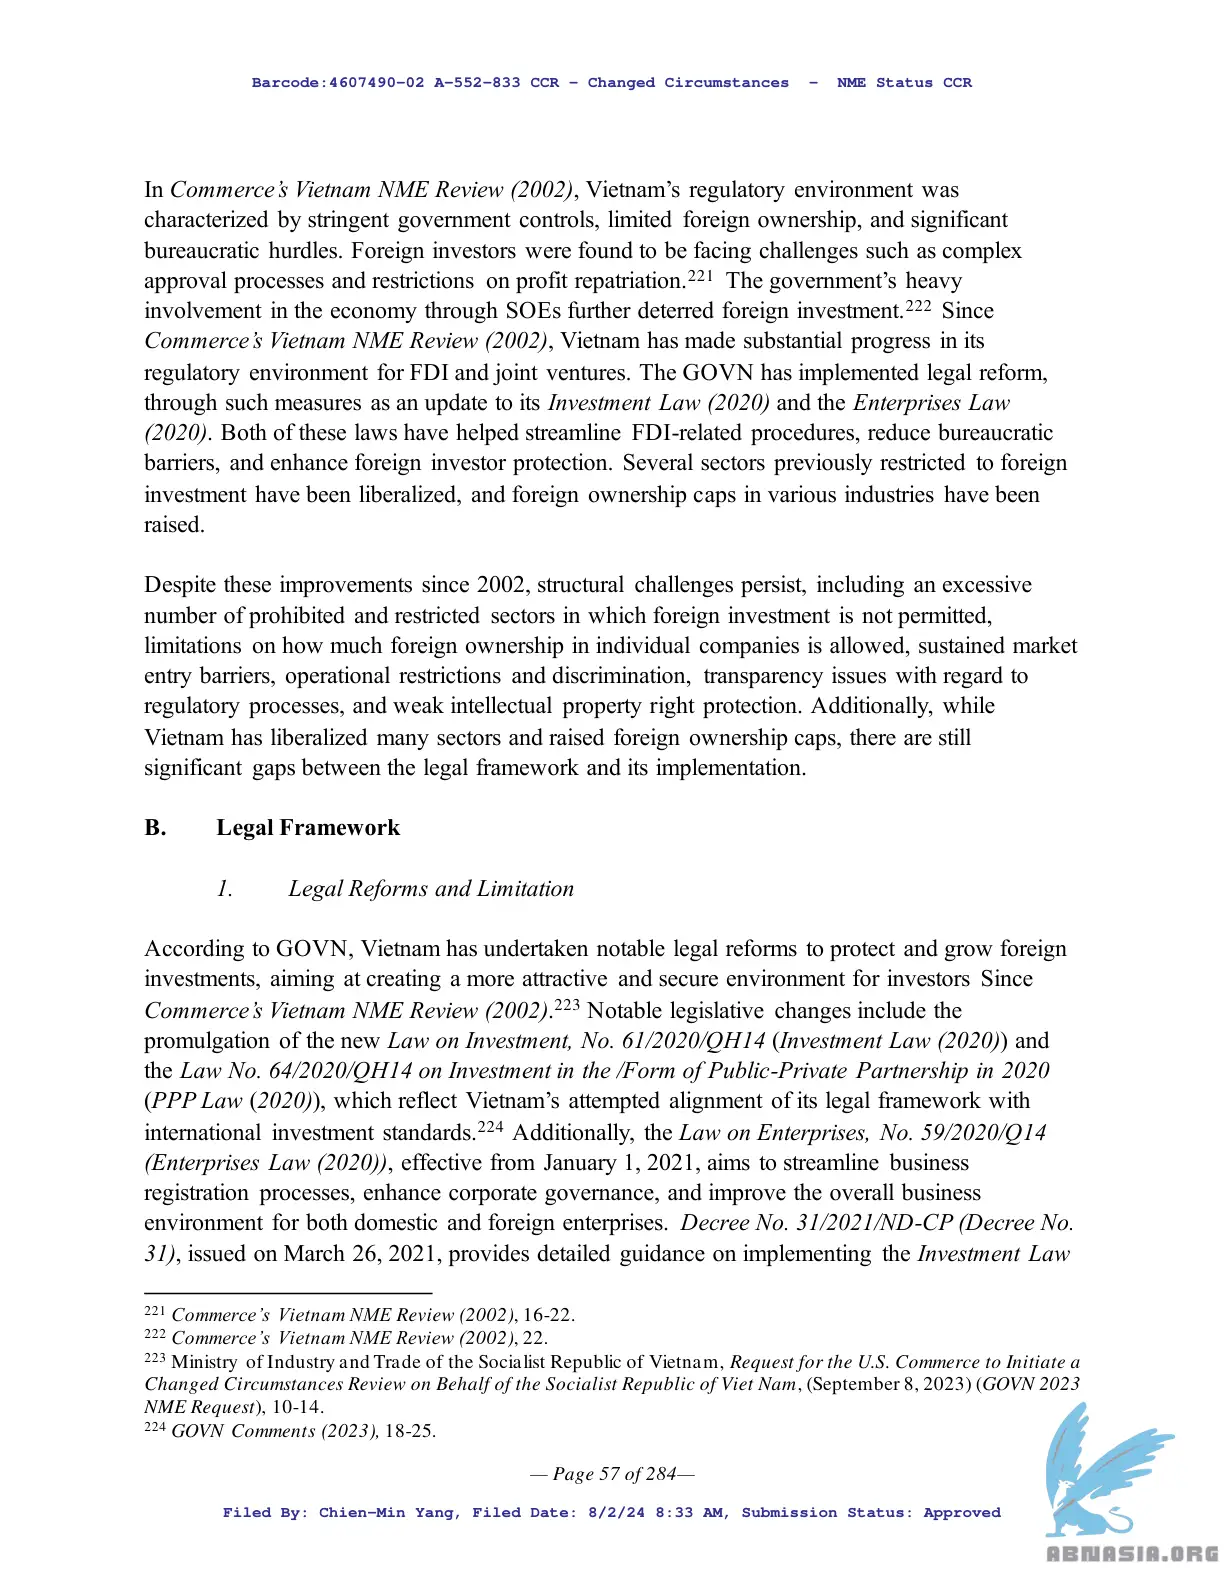 Barcode:4607490-02 A-552-833 CCR - Changed Circumstances - NME Status CCR
In Commerce’s Vietnam NME Review (2002), Vietnam’s regulatory environment was
characterized by stringent government controls, limited foreign ownership, and significant
bureaucratic hurdles. Foreign investors were found to be facing challenges such as complex
approval processes and restrictions on profit repatriation.221 The government’s heavy
involvement in the economy through SOEs further deterred foreign investment.222 Since
Commerce’s Vietnam NME Review (2002), Vietnam has made substantial progress in its
regulatory environment for FDI and joint ventures. The GOVN has implemented legal reform,
through such measures as an update to its Investment Law (2020) and the Enterprises Law
(2020). Both of these laws have helped streamline FDI-related procedures, reduce bureaucratic
barriers, and enhance foreign investor protection. Several sectors previously restricted to foreign
investment have been liberalized, and foreign ownership caps in various industries have been
raised.
Despite these improvements since 2002, structural challenges persist, including an excessive
number of prohibited and restricted sectors in which foreign investment is not permitted,
limitations on how much foreign ownership in individual companies is allowed, sustained market
entry barriers, operational restrictions and discrimination, transparency issues with regard to
regulatory processes, and weak intellectual property right protection. Additionally, while
Vietnam has liberalized many sectors and raised foreign ownership caps, there are still
significant gaps between the legal framework and its implementation.
B. Legal Framework
1. Legal Reforms and Limitation
According to GOVN, Vietnam has undertaken notable legal reforms to protect and grow foreign
investments, aiming at creating a more attractive and secure environment for investors Since
Commerce’s Vietnam NME Review (2002).223 Notable legislative changes include the
promulgation of the new Law on Investment, No. 61/2020/QH14 (Investment Law (2020)) and
the Law No. 64/2020/QH14 on Investment in the /Form of Public-Private Partnership in 2020
(PPP Law (2020)), which reflect Vietnam’s attempted alignment of its legal framework with
international investment standards.224 Additionally, the Law on Enterprises, No. 59/2020/Q14
(Enterprises Law (2020)), effective from January 1, 2021, aims to streamline business
registration processes, enhance corporate governance, and improve the overall business
environment for both domestic and foreign enterprises. Decree No. 31/2021/ND-CP (Decree No.
31), issued on March 26, 2021, provides detailed guidance on implementing the Investment Law
221 Commerce’s Vietnam NME Review (2002), 16-22.
222 Commerce’s Vietnam NME Review (2002), 22.
223 Ministry of Industry and Trade of the Socialist Republic of Vietnam, Request for the U.S. Commerce to Initiate a
Changed Circumstances Review on Behalf of the Socialist Republic of Viet Nam, (September 8, 2023) (GOVN 2023
NME Request), 10-14.
224 GOVN Comments (2023), 18-25.
— Page 57 of 284—
Filed By: Chien-Min Yang, Filed Date: 8/2/24 8:33 AM, Submission Status: Approved
ABNASIA.ORG